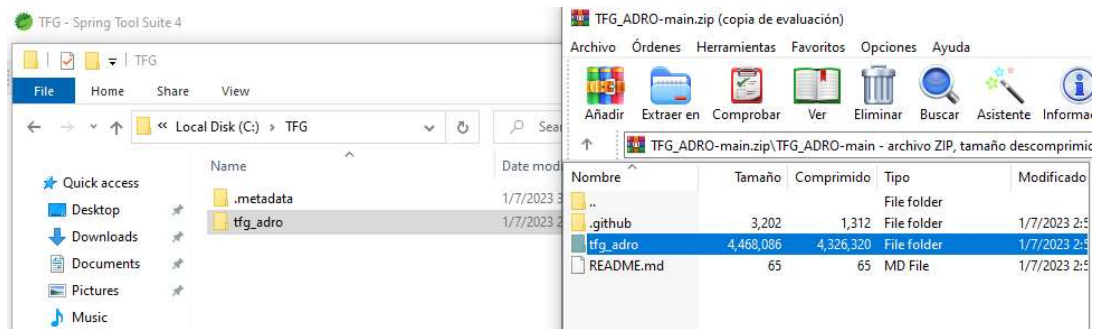 TFG - Spring Tool Suite 4
TFG
File Home Share View
« Local Disk (C:) > TFG
Name Date modi
Quick access
.metadata 1/7/2023
Desktop
tfg_adro 1/7/2023
Downloads
Documents
Pictures
Music
TFG_ADRO-main.zip (copia de evaluación)
Archivo Órdenes Herramientas Favoritos Opciones Ayuda
Añadir Extraer en Comprobar Ver Eliminar Buscar Asistente Informa
TFG_ADRO-main.zip\TFG_ADRO-main - archivo ZIP, tamaño descomprimid
Nombre Tamaño Comprimido Tipo Modificado
.. File folder
.github 3,202 1,312 File folder 1/7/2023 2:5
tfg_adro 4,468,086 4,326,320 File folder 1/7/2023 2:5
README.md 65 65 MD File 1/7/2023 2:5